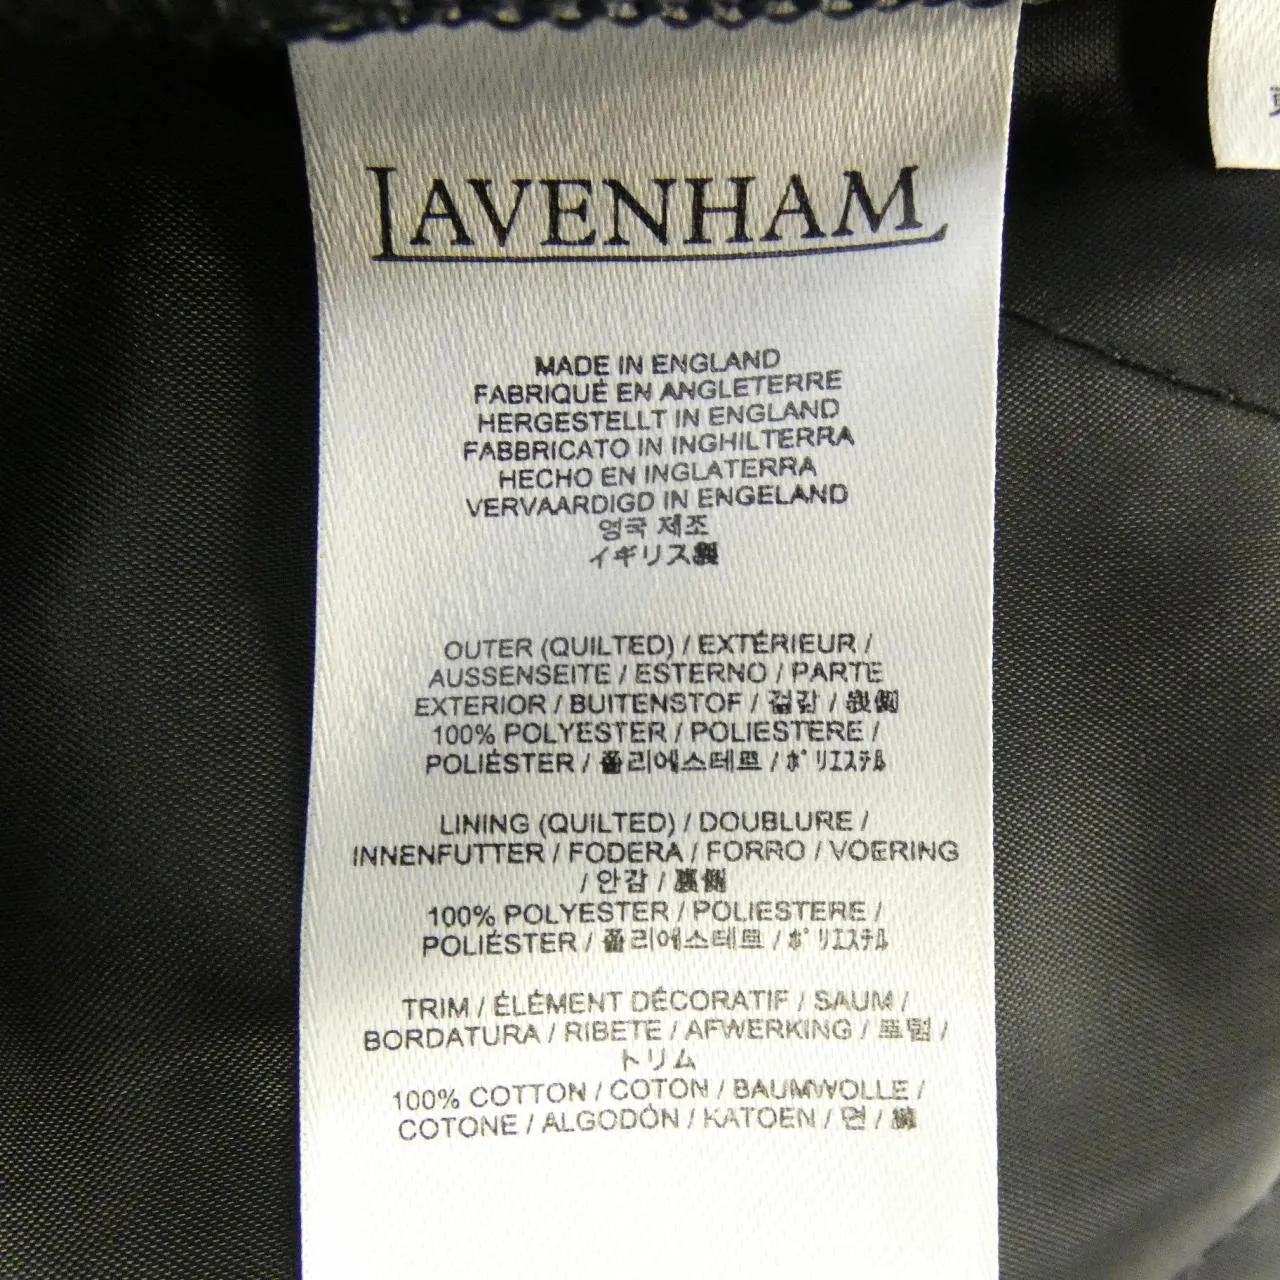 LAVENHAM
MADE IN ENGLAND
FABRIQUÉ EN ANGLETERRE
HERGESTELLT IN ENGLAND
FABBRICATO IN INGHILTERRA
HECHO EN INGLATERRA
VERVAARDIGD IN ENGELAND
영국 제조
イギリス製
OUTER (QUILTED) / EXTÉRIEUR /
AUSSENSEITE / ESTERNO / PARTE
EXTERIOR / BUITENSTOF / 겉감 / 表側
100% POLYESTER / POLIESTERE /
POLIÉSTER / 폴리에스테르 / ﾎﾟﾘｴｽﾃﾙ
LINING (QUILTED) / DOUBLURE /
INNENFUTTER / FODERA / FORRO / VOERING
/ 안감 / 裏側
100% POLYESTER / POLIESTERE /
POLIÉSTER / 폴리에스테르 / ﾎﾟﾘｴｽﾃﾙ
TRIM / ÉLÉMENT DÉCORATIF / SAUM /
BORDATURA / RIBETE / AFWERKING / 트림 /
トリム
100% COTTON / COTON / BAUMWOLLE /
COTONE / ALGODÓN / KATOEN / 면 / 綿